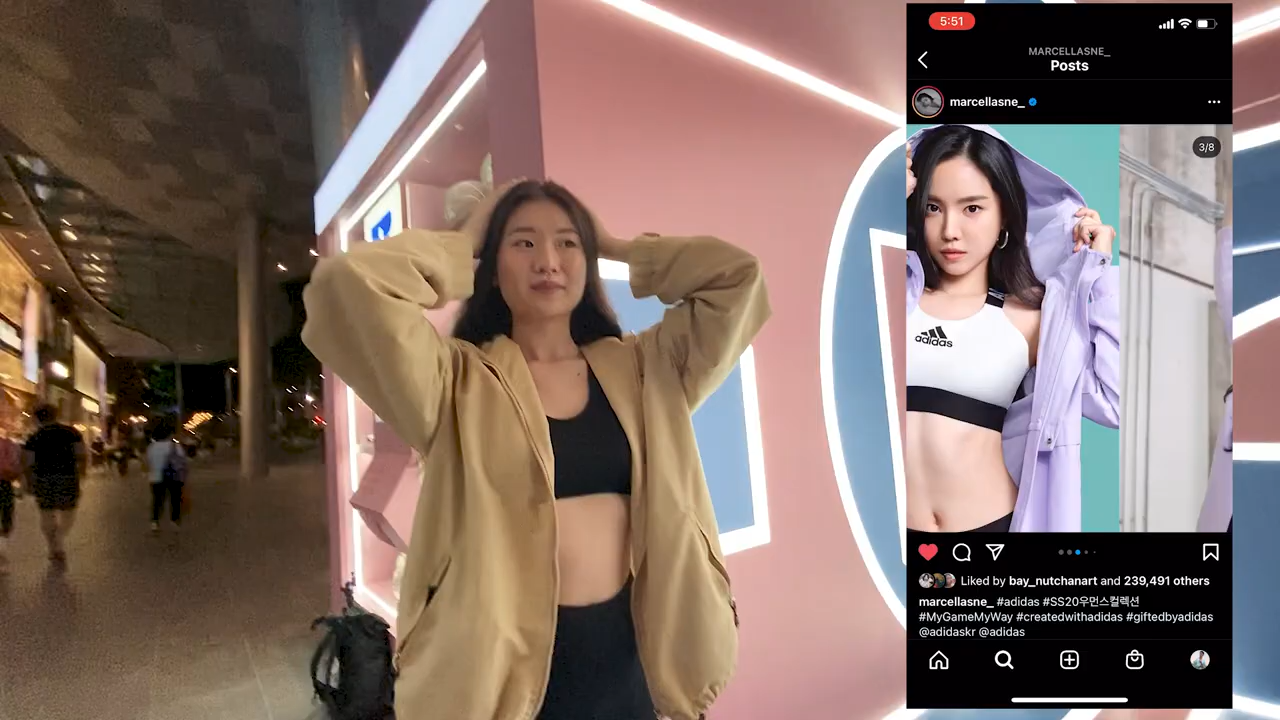 5:51
MARCELLASNE_
Posts
marcellasne_
3/8
adidas
Liked by bay_nutchanart and 239,491 others
marcellasne_ #adidas #SS20우먼스컬렉션
#MyGameMyWay #createdwithadidas #giftedbyadidas
@adidaskr @adidas